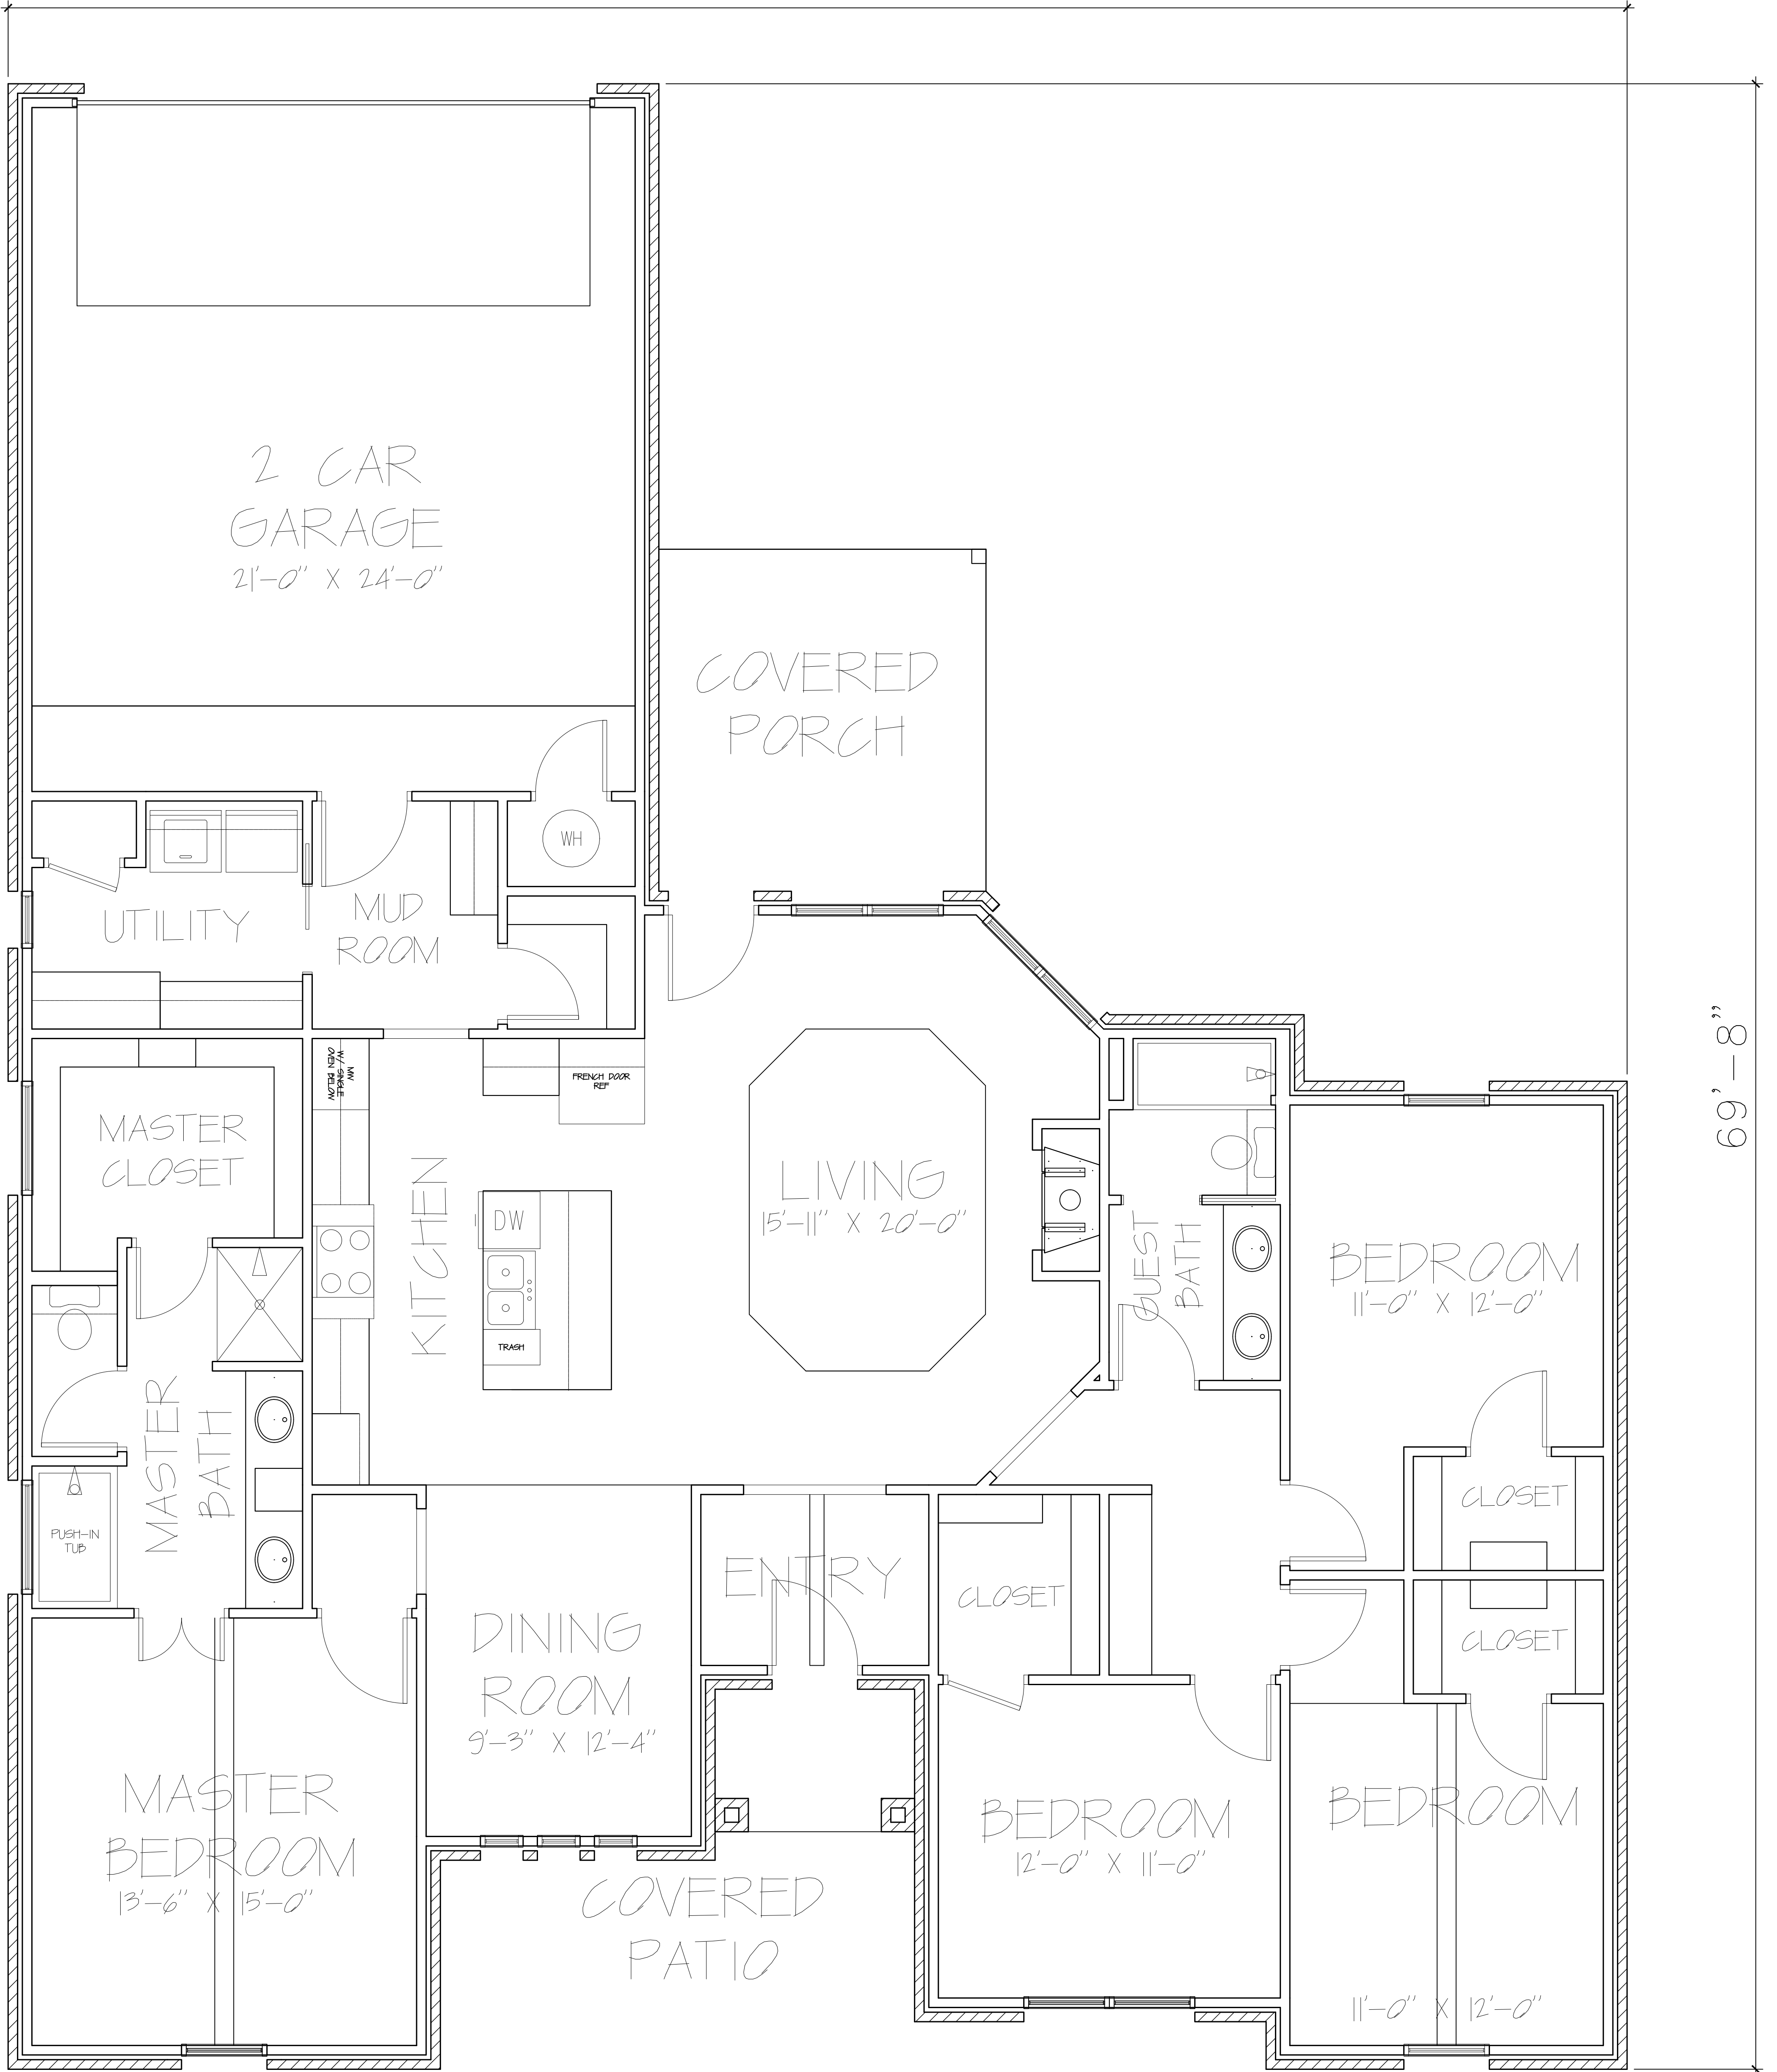 2 CAR
GARAGE
21'-0" X 24'-0"
COVERED
PORCH
WH
UTILITY
MUD
ROOM
69'-8"
MW
W/ SINGLE
OVEN BELOW
FRENCH DOOR
REF
MASTER
CLOSET
KITCHEN
DW
TRASH
LIVING
15'-11" X 20'-0"
GUEST
BATH
BEDROOM
11'-0" X 12'-0"
MASTER
BATH
PUSH-IN
TUB
CLOSET
ENTRY
CLOSET
CLOSET
DINING
ROOM
9'-3" X 12'-4"
MASTER
BEDROOM
13'-6" X 15'-0"
BEDROOM
12'-0" X 11'-0"
BEDROOM
11'-0" X 12'-0"
COVERED
PATIO